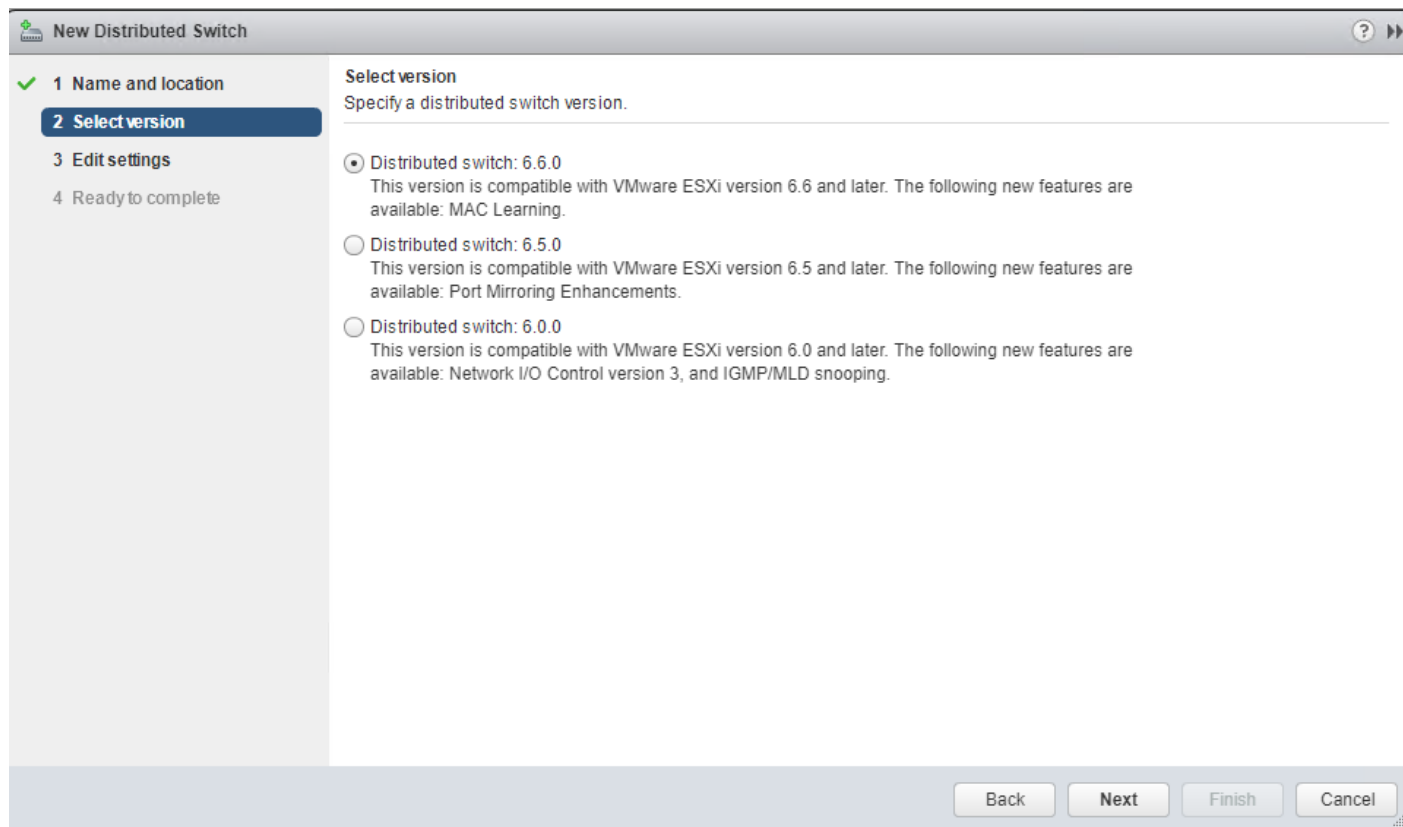 New Distributed Switch
1 Name and location
2 Select version
3 Edit settings
4 Ready to complete
Select version
Specify a distributed switch version.
Distributed switch: 6.6.0
This version is compatible with VMware ESXi version 6.6 and later. The following new features are
available: MAC Learning.
Distributed switch: 6.5.0
This version is compatible with VMware ESXi version 6.5 and later. The following new features are
available: Port Mirroring Enhancements.
Distributed switch: 6.0.0
This version is compatible with VMware ESXi version 6.0 and later. The following new features are
available: Network I/O Control version 3, and IGMP/MLD snooping.
Back Next Finish Cancel